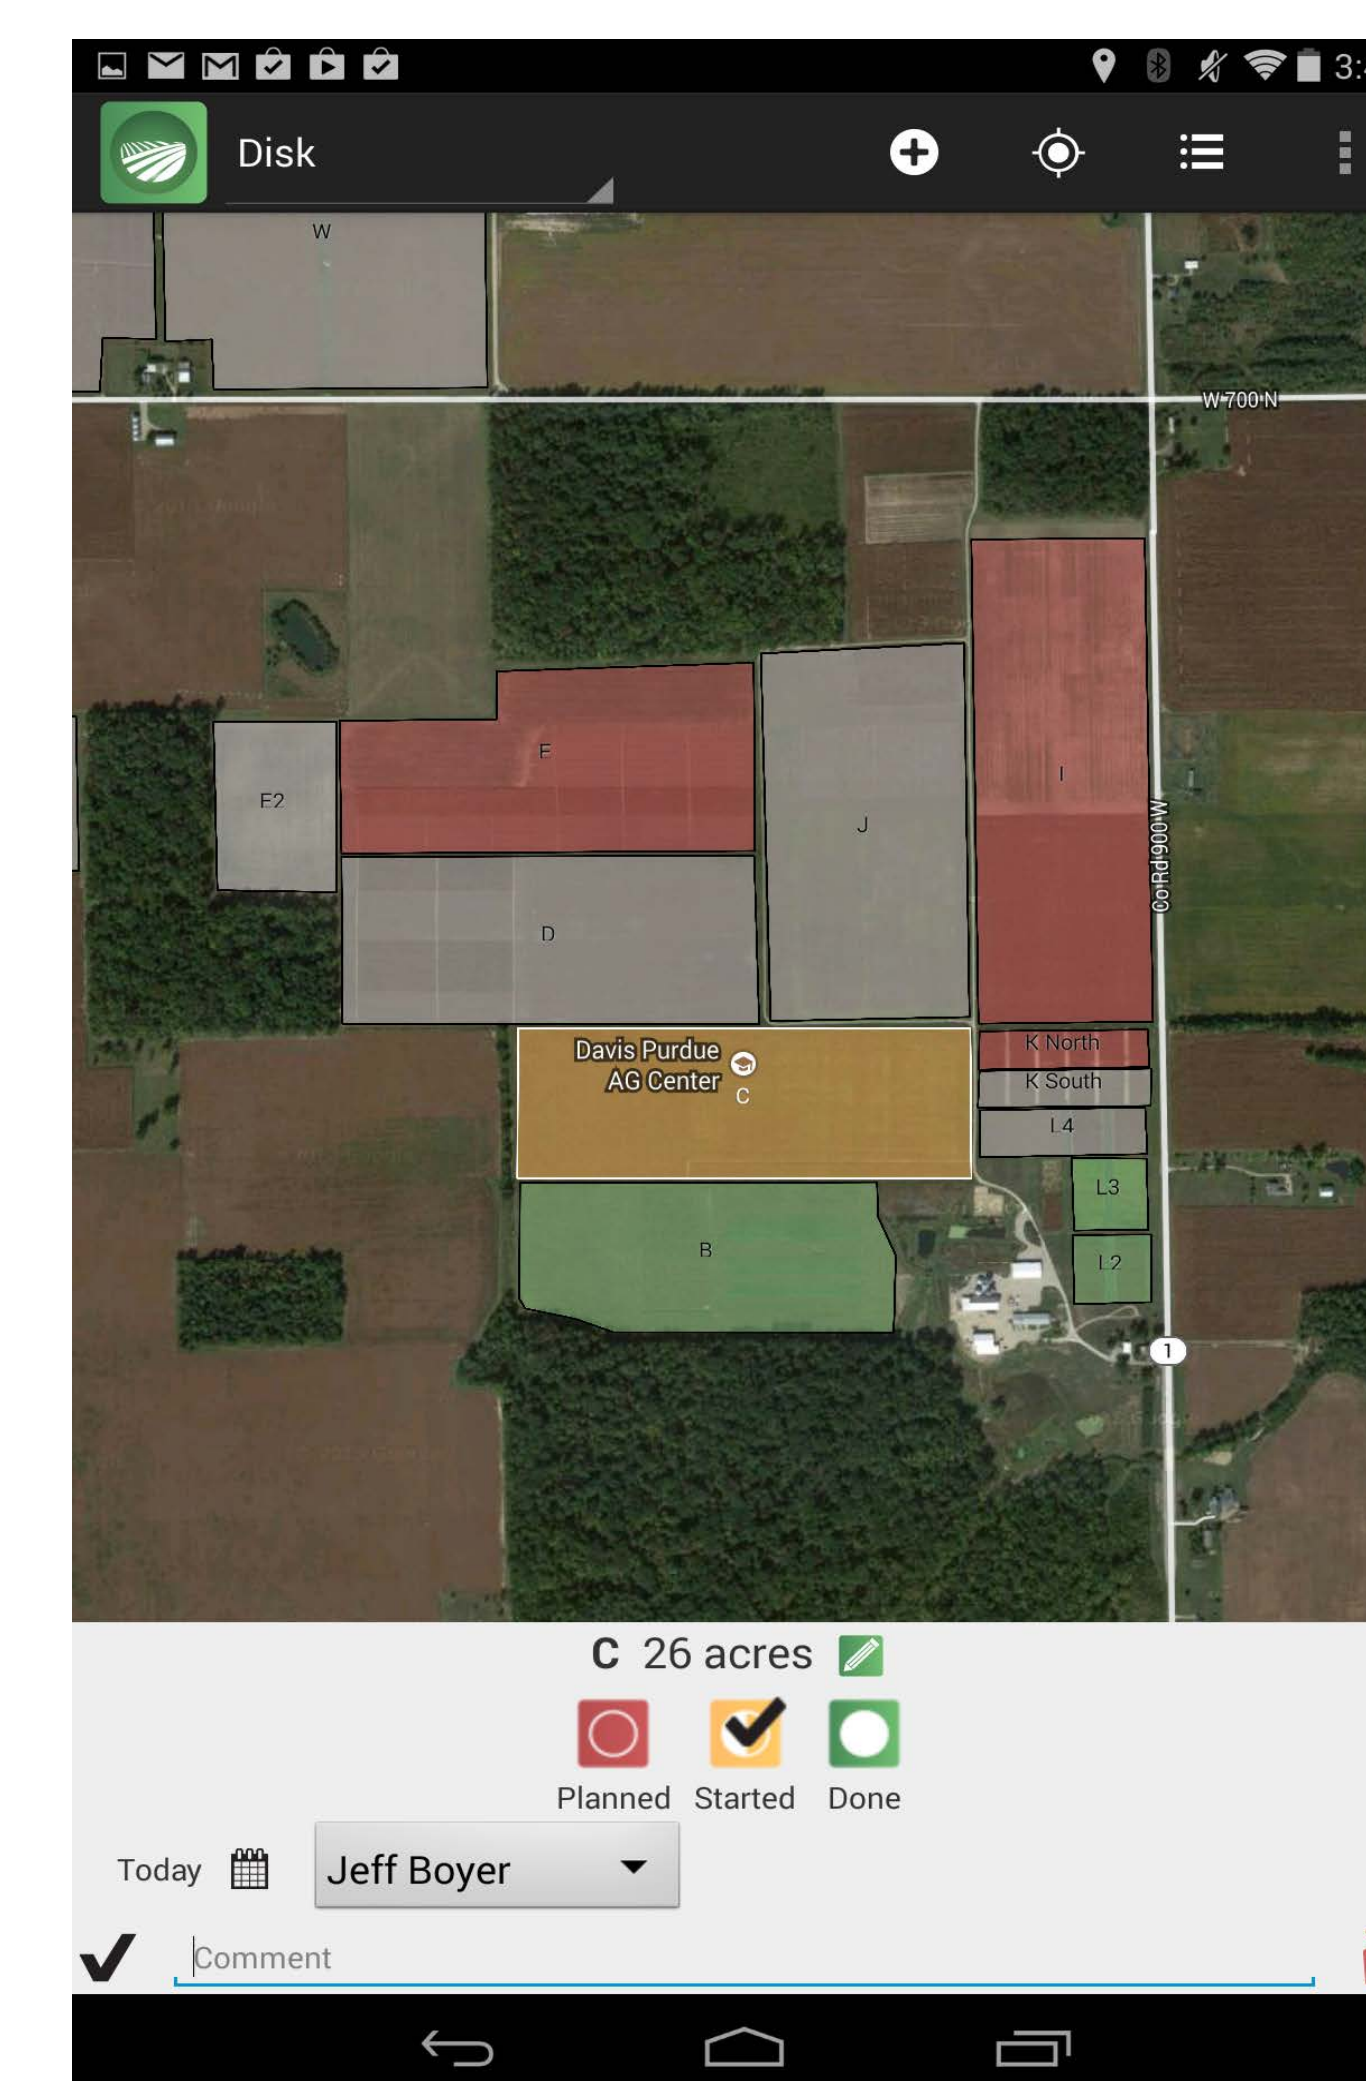 3:
Disk
W
W 700 N
E
I
E2
J
Co Rd 900 W
D
Davis Purdue
AG Center
C
K North
K South
L4
L3
B
L2
1
C 26 acres
Planned Started Done
Today Jeff Boyer
Comment